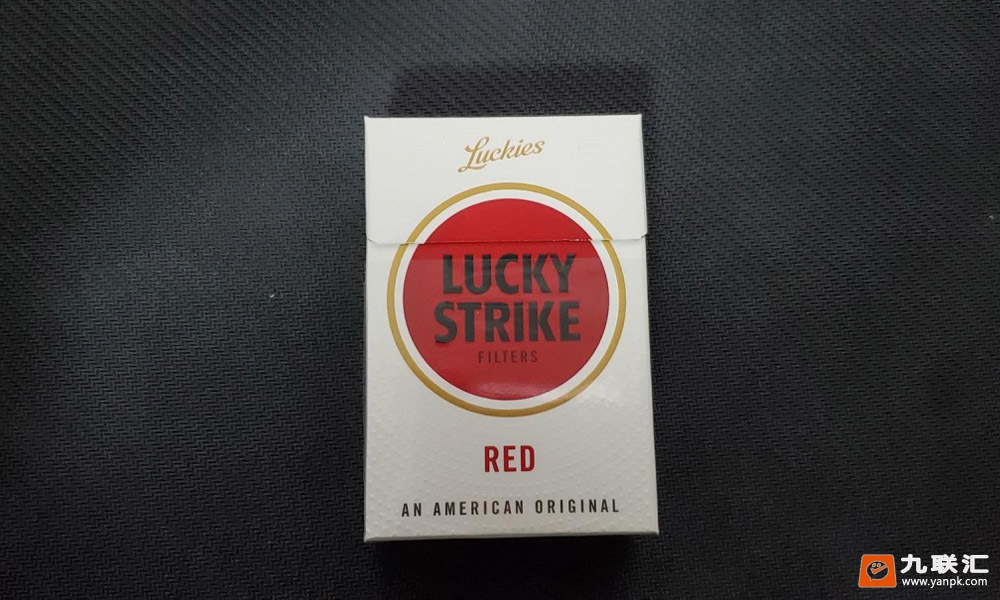 Luckies
LUCKY
STRIKE
FILTERS
RED
AN AMERICAN ORIGINAL
九联汇
www.yanpk.com